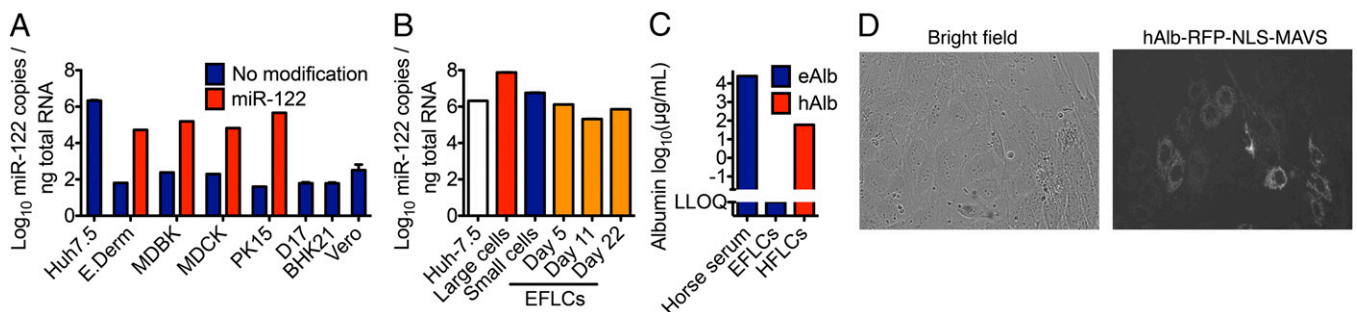 A
Log10 miR-122 copies /
ng total RNA
8
6
4
2
0
No modification
miR-122
Huh7.5
E.Derm
MDBK
MDCK
PK15
D17
BHK21
Vero
B
Log10 miR-122 copies /
ng total RNA
10
8
6
4
2
0
Huh-7.5
Large cells
Small cells
Day 5
Day 11
Day 22
EFLCs
C
Albumin log10(μg/mL)
4
3
2
1
0
-1
LLOQ
eAlb
hAlb
Horse serum
EFLCs
HFLCs
D
Bright field
hAlb-RFP-NLS-MAVS